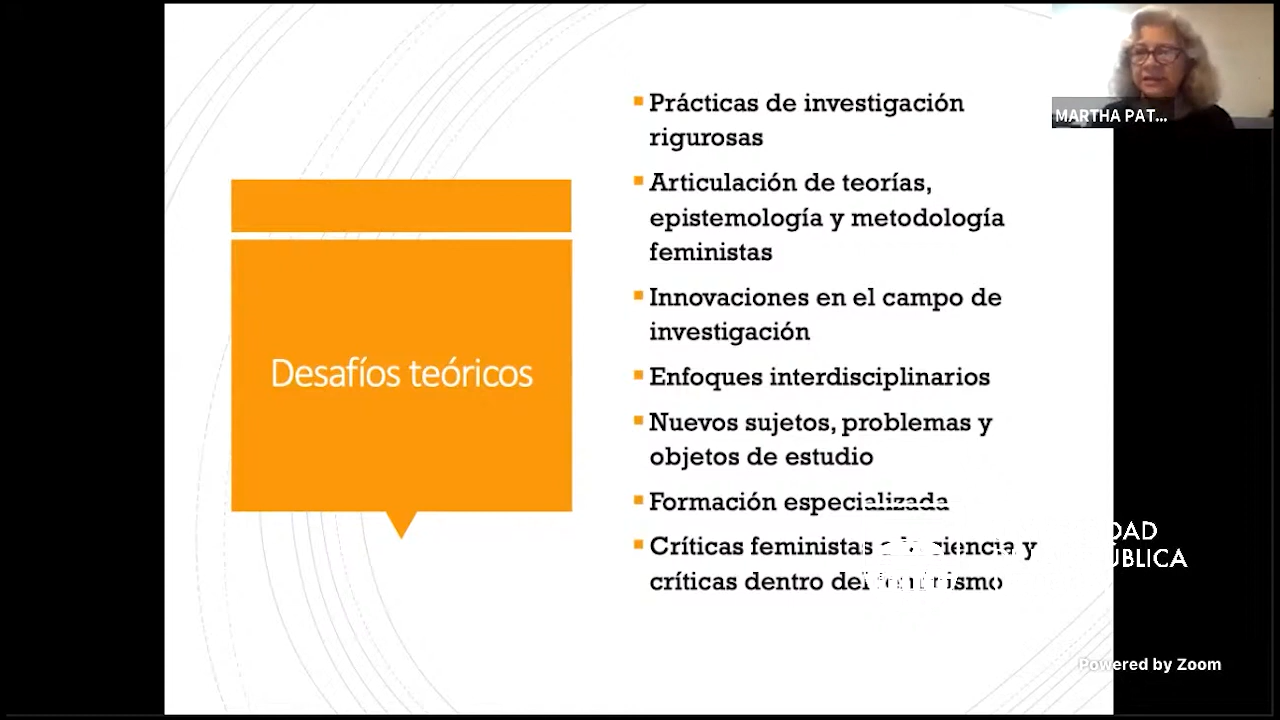 Prácticas de investigación
rigurosas
Articulación de teorías,
epistemología y metodología
feministas
Innovaciones en el campo de
investigación
Enfoques interdisciplinarios
Nuevos sujetos, problemas y
objetos de estudio
Formación especializada
Críticas feministas ciencia y
críticas dentro del feminismo
Desafíos teóricos
MARTHA PAT...
Powered by Zoom